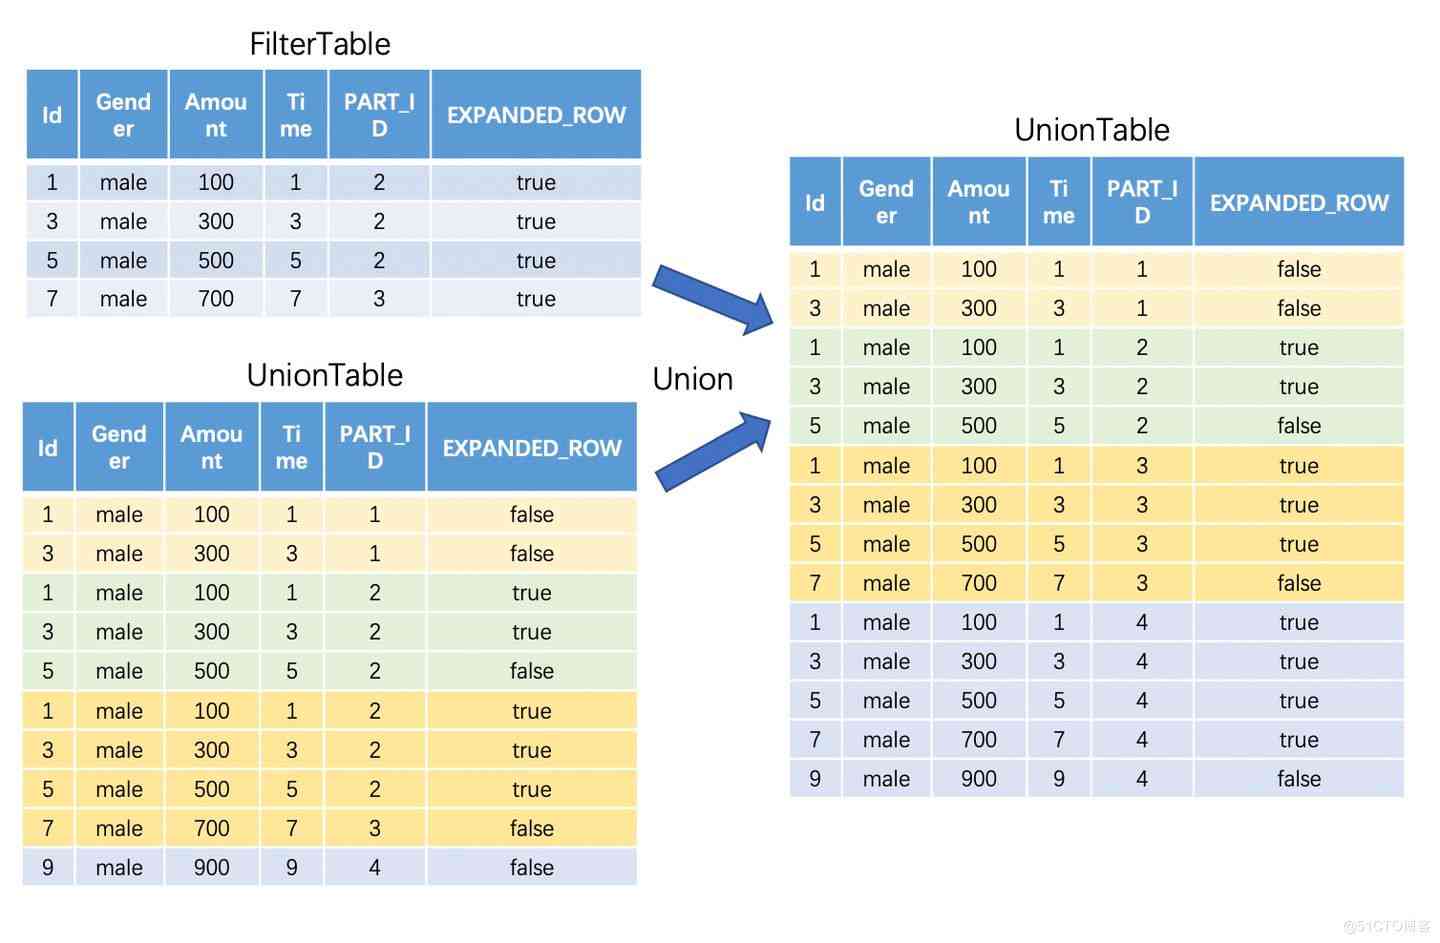 FilterTable
Id Gender Amount Time PART_ID EXPANDED_ROW
1 male 100 1 2 true
3 male 300 3 2 true
5 male 500 5 2 true
7 male 700 7 3 true
UnionTable
Id Gender Amount Time PART_ID EXPANDED_ROW
1 male 100 1 1 false
3 male 300 3 1 false
1 male 100 1 2 true
3 male 300 3 2 true
5 male 500 5 2 false
1 male 100 1 2 true
3 male 300 3 2 true
5 male 500 5 2 true
7 male 700 7 3 false
9 male 900 9 4 false
Union
UnionTable
Id Gender Amount Time PART_ID EXPANDED_ROW
1 male 100 1 1 false
3 male 300 3 1 false
1 male 100 1 2 true
3 male 300 3 2 true
5 male 500 5 2 false
1 male 100 1 3 true
3 male 300 3 3 true
5 male 500 5 3 true
7 male 700 7 3 false
1 male 100 1 4 true
3 male 300 3 4 true
5 male 500 5 4 true
7 male 700 7 4 true
9 male 900 9 4 false
@51CTO博客